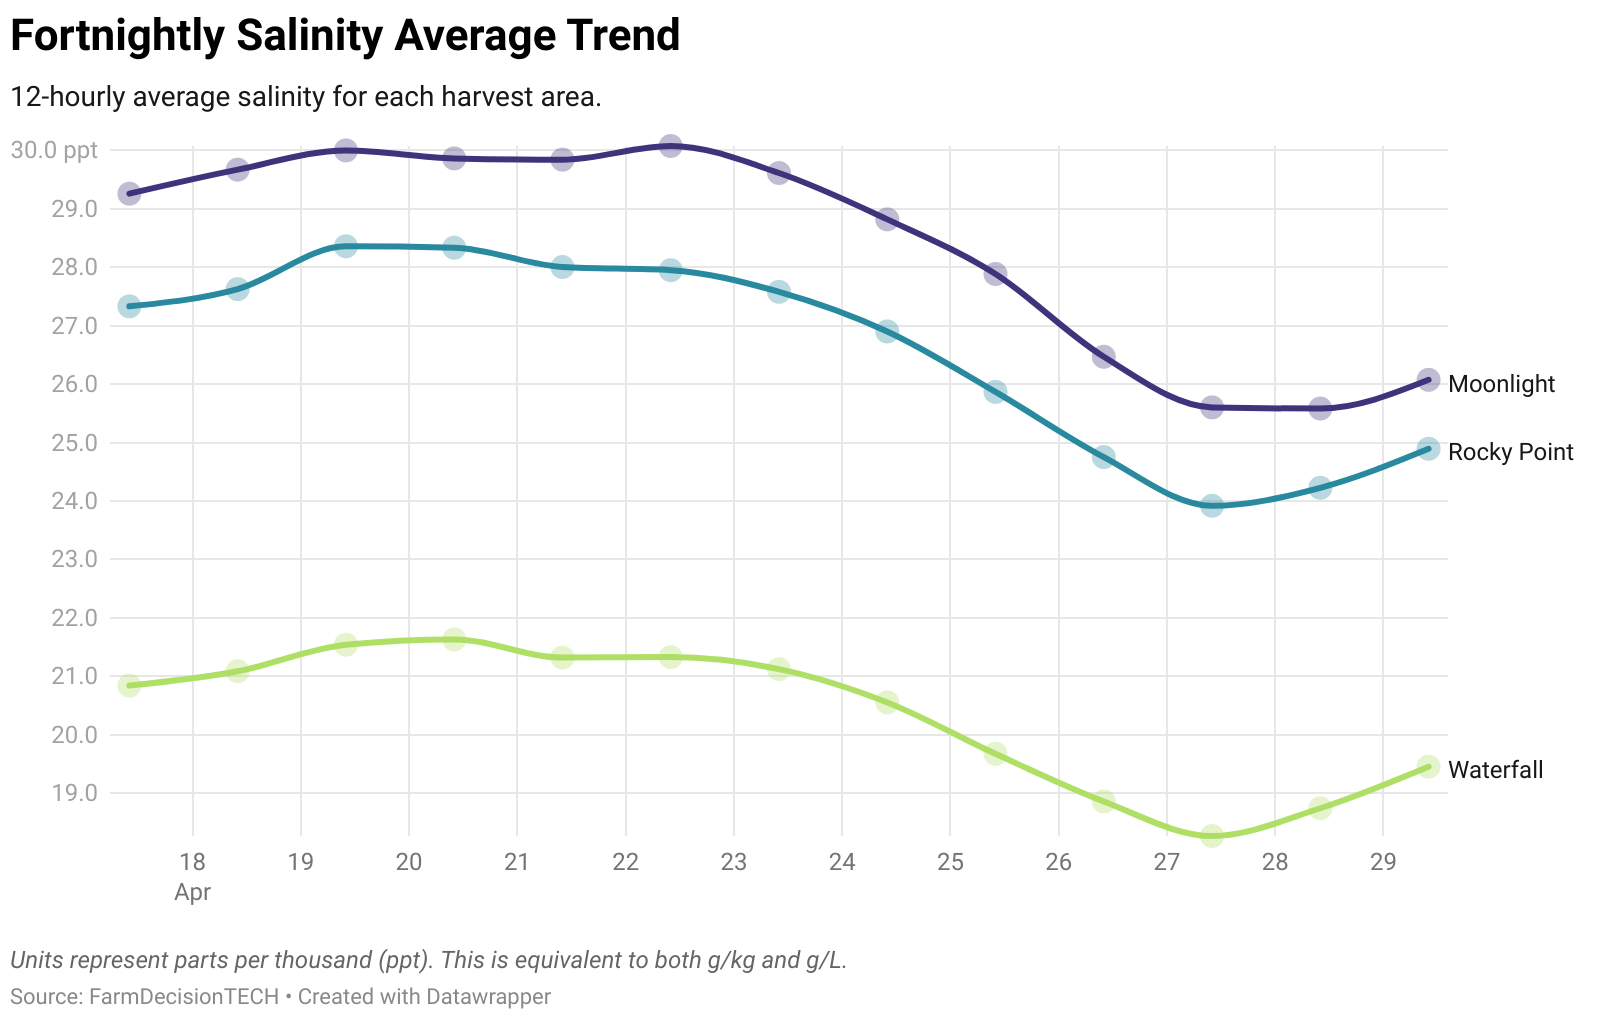 Fortnightly Salinity Average Trend
12-hourly average salinity for each harvest area.
30.0 ppt
29.0
28.0
27.0
26.0
25.0
24.0
23.0
22.0
21.0
20.0
19.0
Moonlight
Rocky Point
Waterfall
18 19 20 21 22 23 24 25 26 27 28 29
Apr
Units represent parts per thousand (ppt). This is equivalent to both g/kg and g/L.
Source: FarmDecisionTECH • Created with Datawrapper